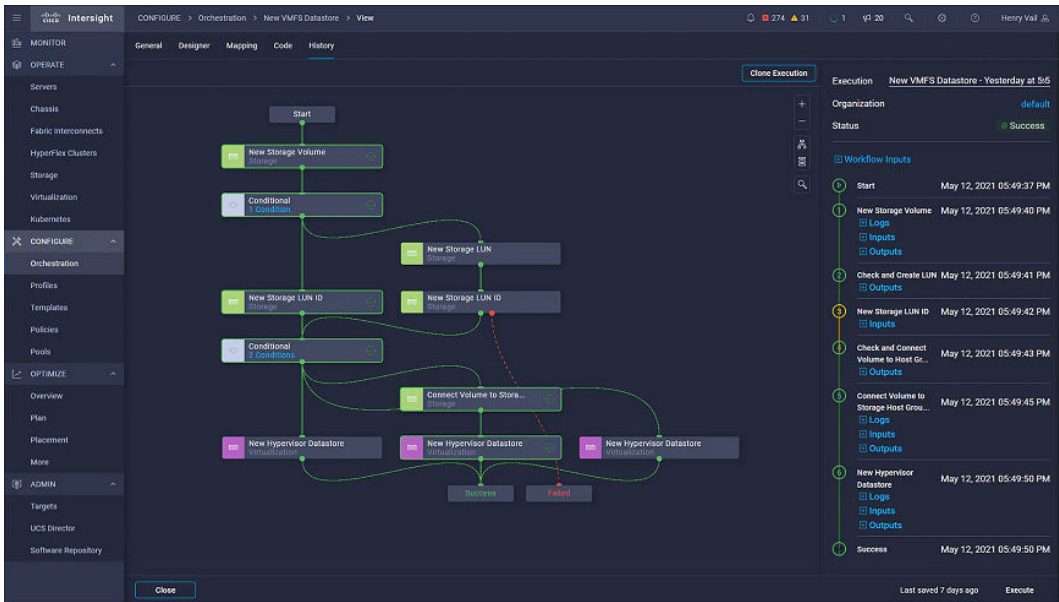 cisco Intersight
CONFIGURE > Orchestration > New VMFS Datastore > View
274 31 1 20 Henry Vail
MONITOR
OPERATE
Servers
Chassis
Fabric Interconnects
HyperFlex Clusters
Storage
Virtualization
Kubernetes
CONFIGURE
Orchestration
Profiles
Templates
Policies
Pools
OPTIMIZE
Overview
Plan
Placement
More
ADMIN
Targets
UCS Director
Software Repository
General Designer Mapping Code History
Clone Execution
Start
New Storage Volume
Storage
Conditional
1 Condition
New Storage LUN
Storage
New Storage LUN ID
Storage
New Storage LUN ID
Storage
Conditional
2 Conditions
Connect Volume to Stora...
Storage
New Hypervisor Datastore
Virtualization
New Hypervisor Datastore
Virtualization
New Hypervisor Datastore
Virtualization
Success
Failed
Close
Execution New VMFS Datastore - Yesterday at 5:5
Organization default
Status Success
Workflow Inputs
Start May 12, 2021 05:49:37 PM
1 New Storage Volume May 12, 2021 05:49:40 PM
Logs
Inputs
Outputs
2 Check and Create LUN May 12, 2021 05:49:41 PM
Outputs
3 New Storage LUN ID May 12, 2021 05:49:42 PM
Inputs
4 Check and Connect
Volume to Host Gr... May 12, 2021 05:49:43 PM
Outputs
5 Connect Volume to
Storage Host Grou... May 12, 2021 05:49:45 PM
Logs
Inputs
Outputs
6 New Hypervisor
Datastore May 12, 2021 05:49:50 PM
Logs
Inputs
Outputs
Success May 12, 2021 05:49:50 PM
Last saved 7 days ago Execute